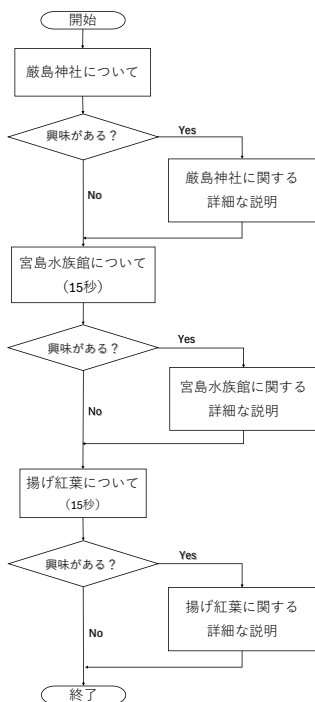 開始
厳島神社について
興味がある？
Yes
厳島神社に関する
詳細な説明
No
宮島水族館について
（15秒）
興味がある？
Yes
宮島水族館に関する
詳細な説明
No
揚げ紅葉について
（15秒）
興味がある？
Yes
揚げ紅葉に関する
詳細な説明
No
終了